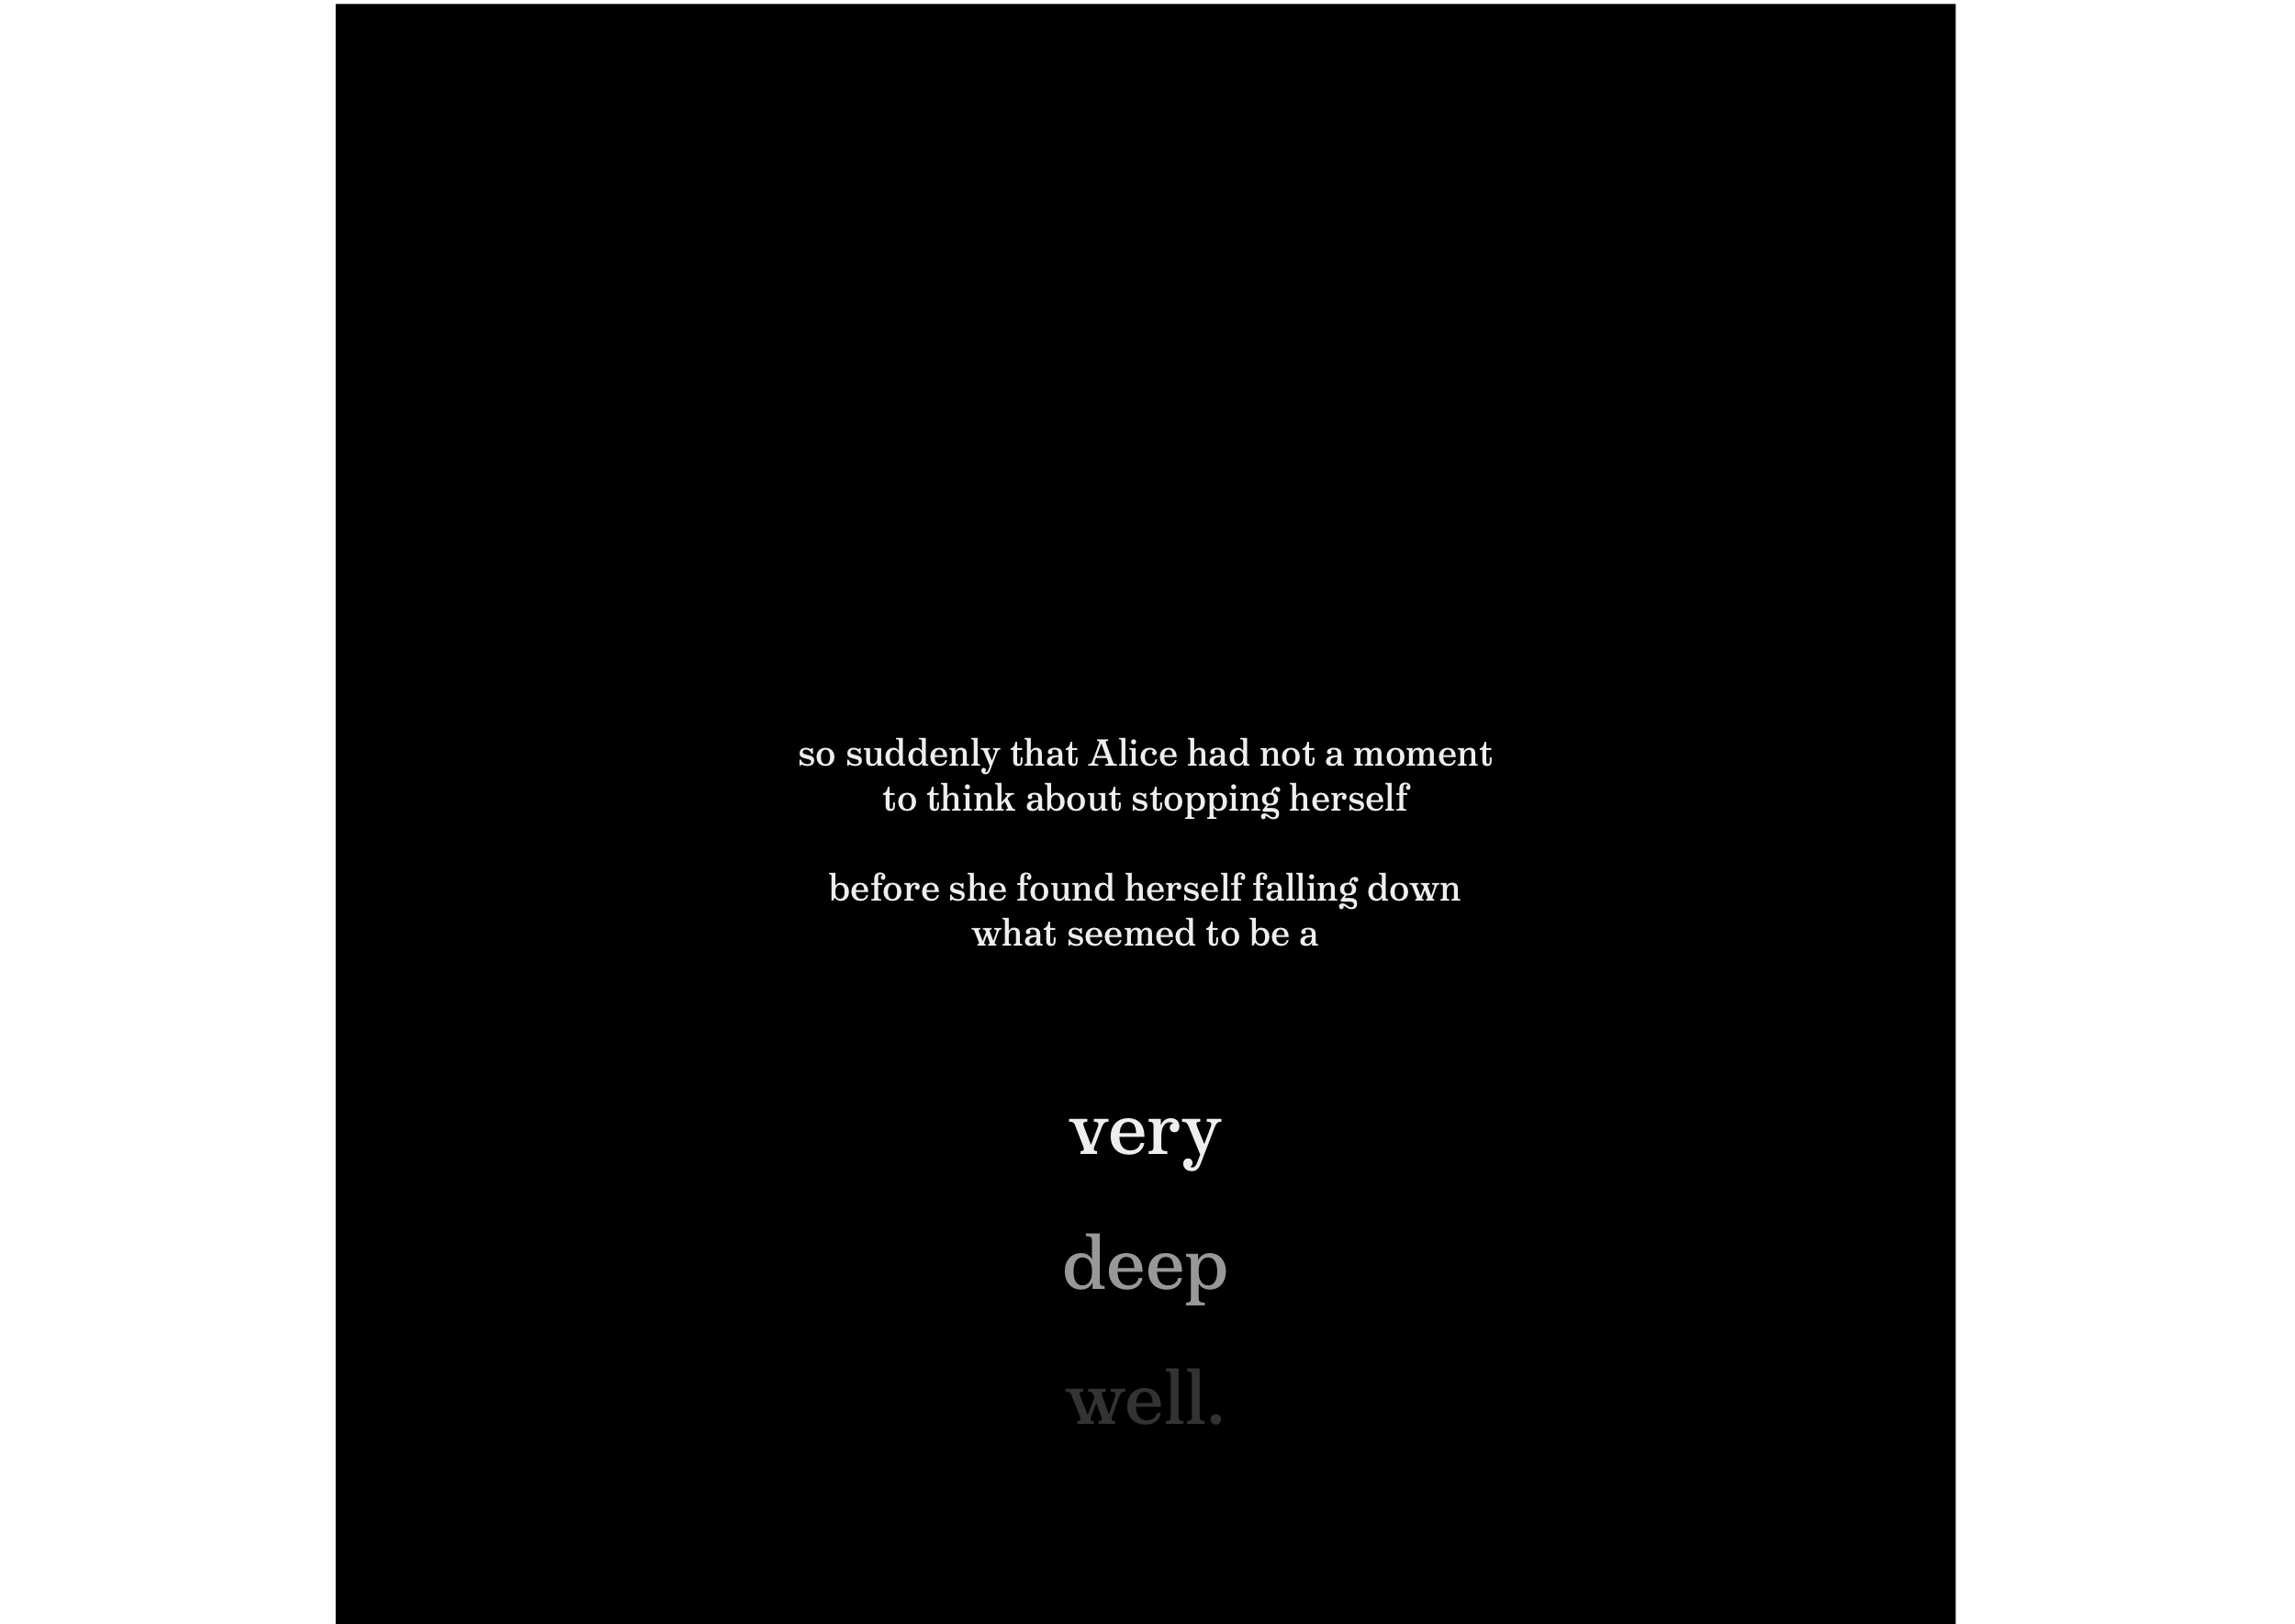 so suddenly that Alice had not a moment
to think about stopping herself
before she found herself falling down
what seemed to be a
very
deep
well.